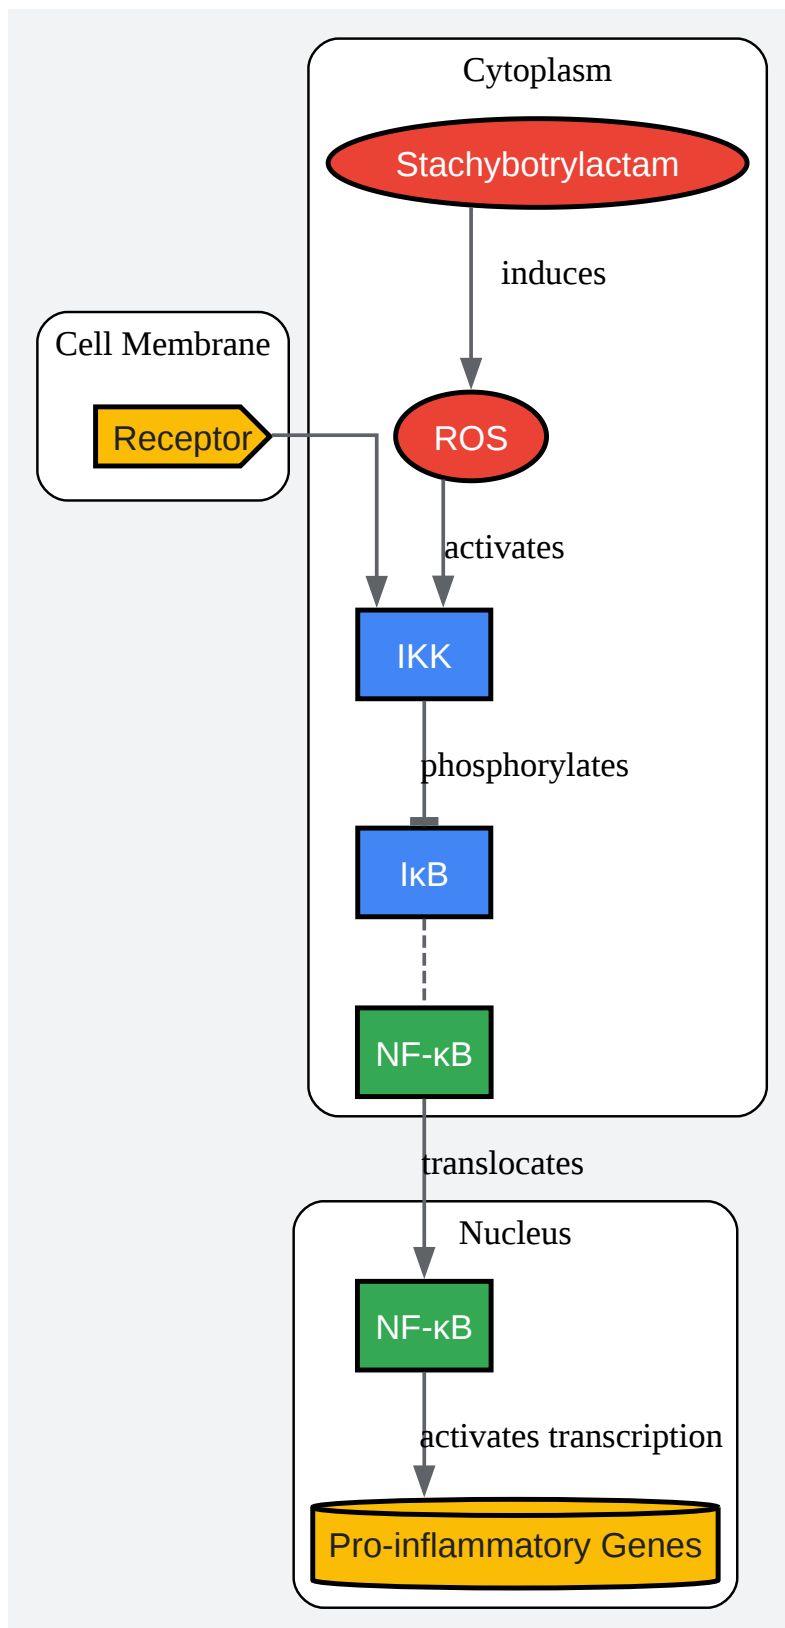 Cytoplasm
Stachybotrylactam
induces
Cell Membrane
Receptor
ROS
activates
IKK
phosphorylates
IκB
NF-κB
translocates
Nucleus
NF-κB
activates transcription
Pro-inflammatory Genes